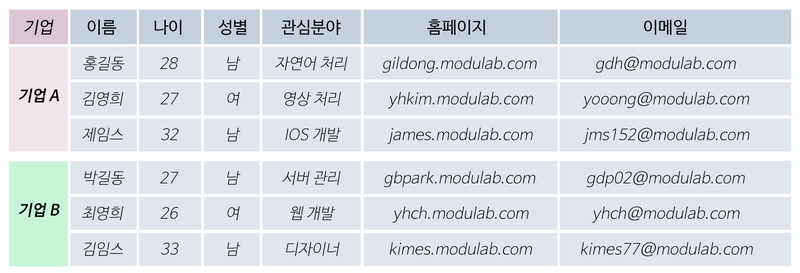 기업 이름 나이 성별 관심분야 홈페이지 이메일
홍길동 28 남 자연어 처리 gildong.modulab.com gdh@modulab.com
기업 A 김영희 27 여 영상 처리 yhkim.modulab.com yooong@modulab.com
제임스 32 남 IOS 개발 james.modulab.com jms152@modulab.com
박길동 27 남 서버 관리 gbpark.modulab.com gdp02@modulab.com
기업 B 최영희 26 여 웹 개발 yhch.modulab.com yhch@modulab.com
김임스 33 남 디자이너 kimes.modulab.com kimes77@modulab.com